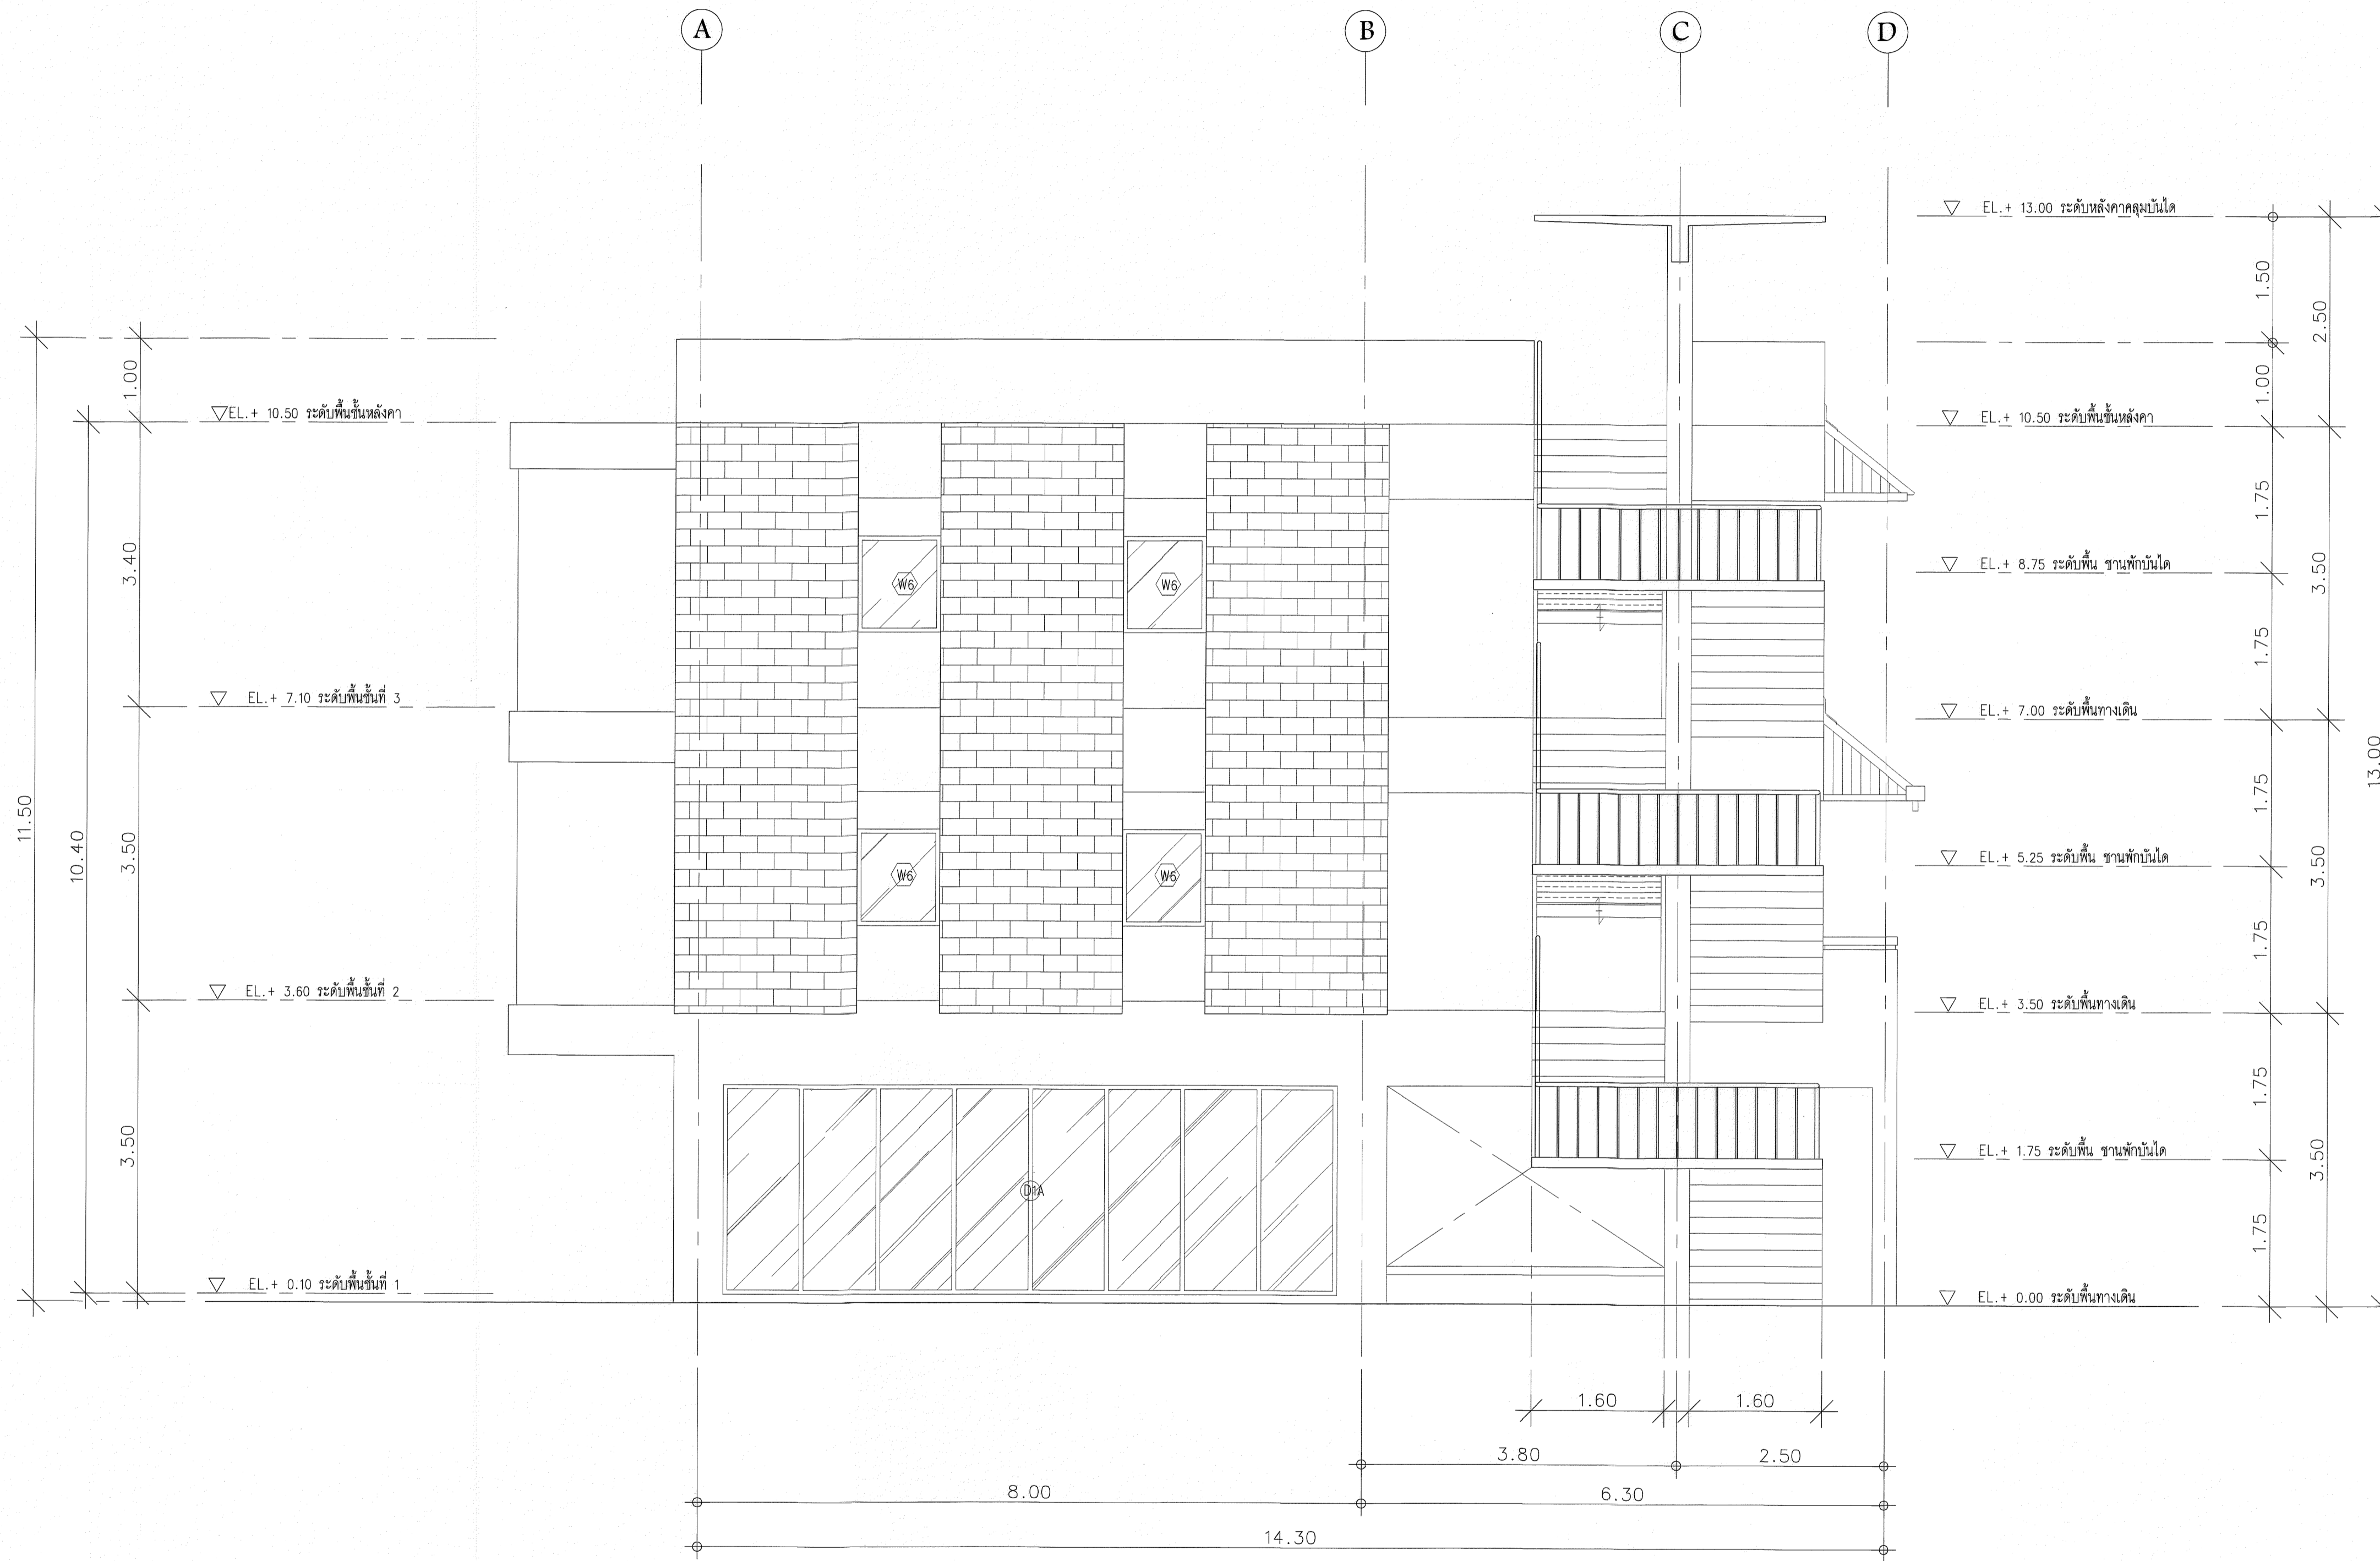 A
B
C
D
EL.+ 13.00 ระดับหลังคาคลุมบันได
1.50
2.50
1.00
1.00
EL.+ 10.50 ระดับพื้นชั้นหลังคา
EL.+ 10.50 ระดับพื้นชั้นหลังคา
1.75
3.40
W6
W6
EL.+ 8.75 ระดับพื้น ชานพักบันได
3.50
1.75
EL.+ 7.10 ระดับพื้นชั้นที่ 3
EL.+ 7.00 ระดับพื้นทางเดิน
13.00
11.50
10.40
3.50
1.75
W6
W6
EL.+ 5.25 ระดับพื้น ชานพักบันได
3.50
1.75
EL.+ 3.60 ระดับพื้นชั้นที่ 2
EL.+ 3.50 ระดับพื้นทางเดิน
1.75
3.50
D1A
EL.+ 1.75 ระดับพื้น ชานพักบันได
3.50
1.75
EL.+ 0.10 ระดับพื้นชั้นที่ 1
EL.+ 0.00 ระดับพื้นทางเดิน
1.60
1.60
3.80
2.50
8.00
6.30
14.30